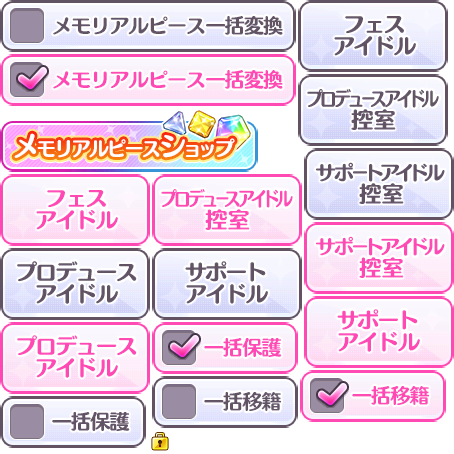 メモリアルピース一括変換
フェス
アイドル
メモリアルピース一括変換
プロデュースアイドル
控室
メモリアルピースショップ
サポートアイドル
控室
フェス
アイドル
プロデュースアイドル
控室
サポートアイドル
控室
プロデュース
アイドル
サポート
アイドル
サポート
アイドル
プロデュース
アイドル
一括保護
一括移籍
一括移籍
一括保護